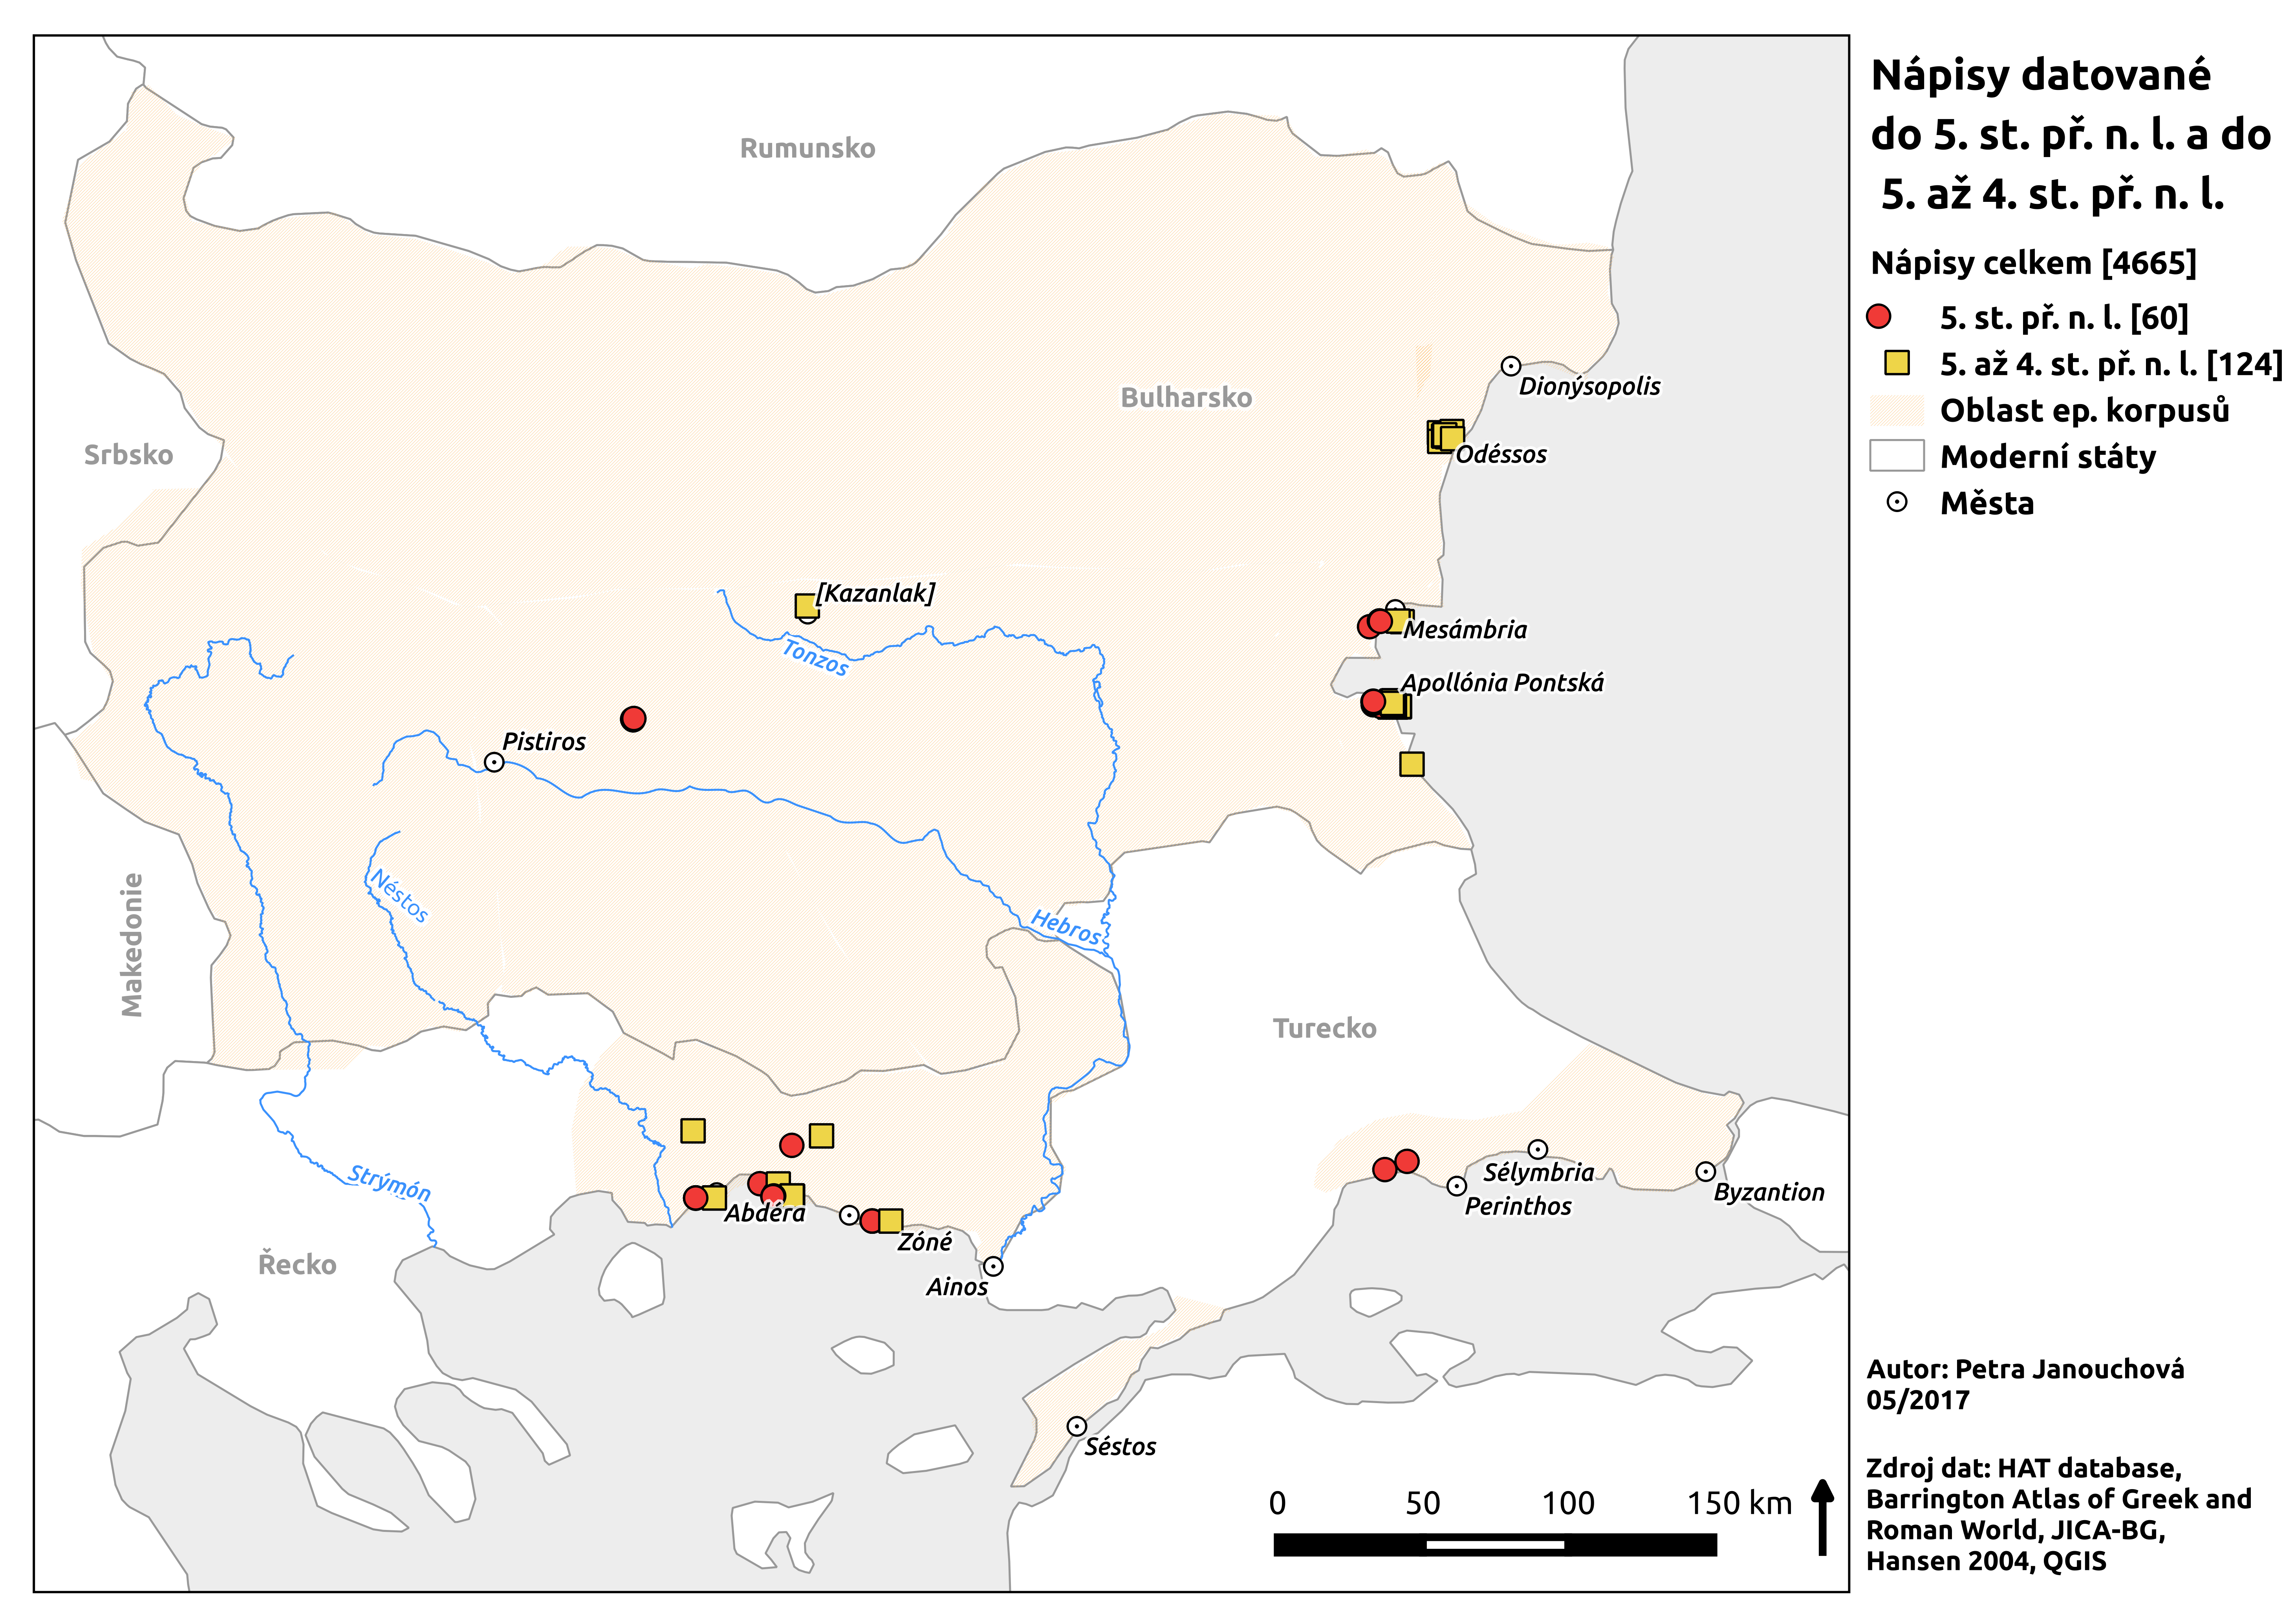 Nápisy datované
do 5. st. př. n. l. a do
5. až 4. st. př. n. l.
Nápisy celkem [4665]
5. st. př. n. l. [60]
5. až 4. st. př. n. l. [124]
Oblast ep. korpusů
Moderní státy
Města
Rumunsko
Bulharsko
Dionýsopolis
Srbsko
Odéssos
[Kazanlak]
Mesámbria
Tonzos
Apollónia Pontská
Pistiros
Néstos
Makedonie
Hebros
Turecko
Strýmón
Abdéra
Sélymbria
Byzantion
Perinthos
Zóné
Řecko
Ainos
Séstos
0 50 100 150 km
Autor: Petra Janouchová
05/2017
Zdroj dat: HAT database,
Barrington Atlas of Greek and
Roman World, JICA-BG,
Hansen 2004, QGIS